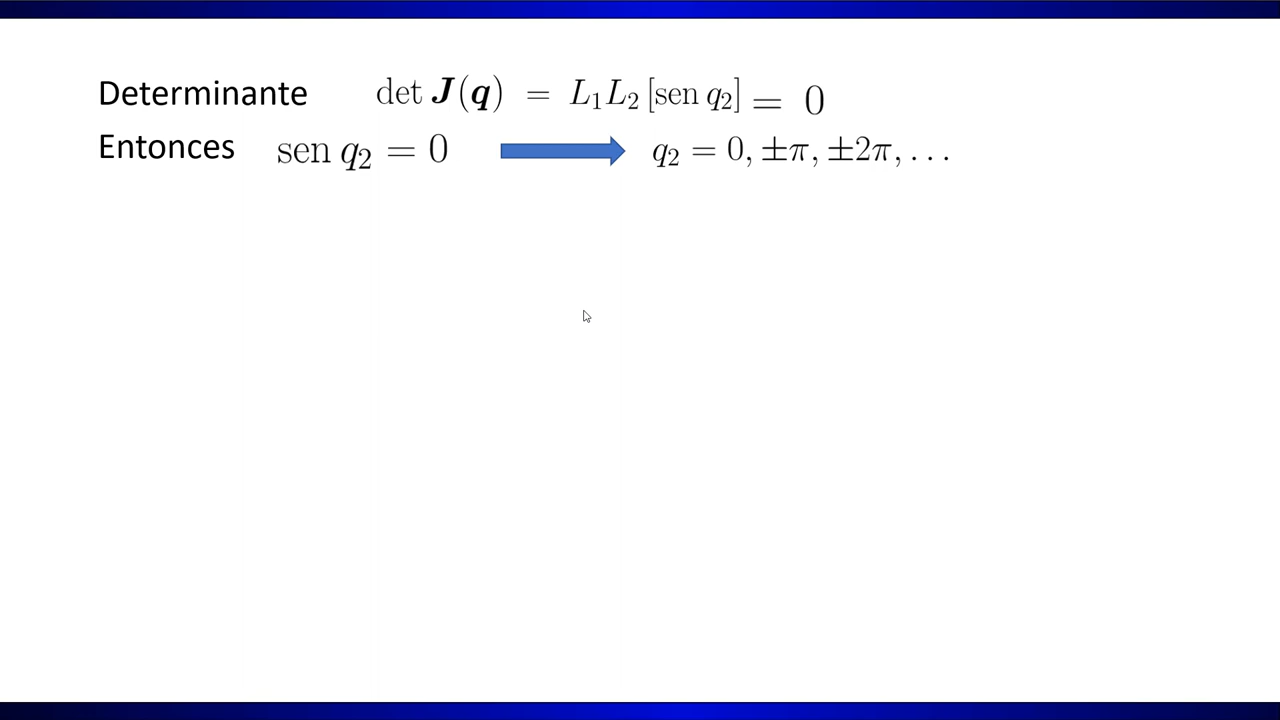 Determinante det J(q) = L₁L₂ [sen q₂] = 0
Entonces sen q₂ = 0 q₂ = 0, ±π, ±2π, . . .